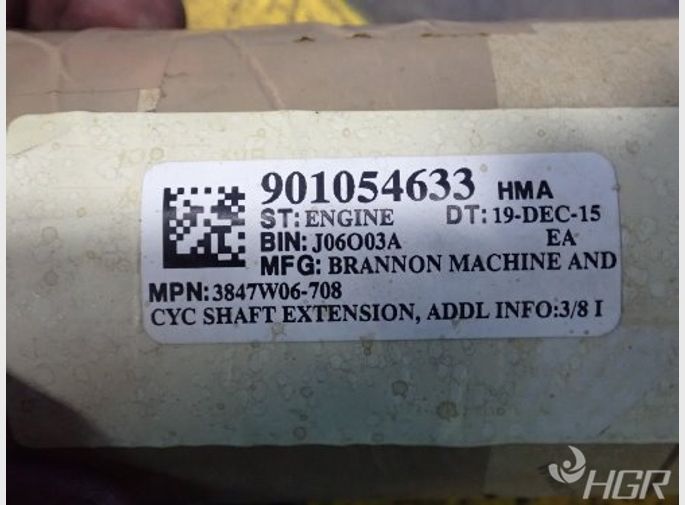 901054633 HMA
ST: ENGINE DT: 19-DEC-15
BIN: J06O03A EA
MFG: BRANNON MACHINE AND
MPN: 3847W06-708
CYC SHAFT EXTENSION, ADDL INFO:3/8 I
HGR